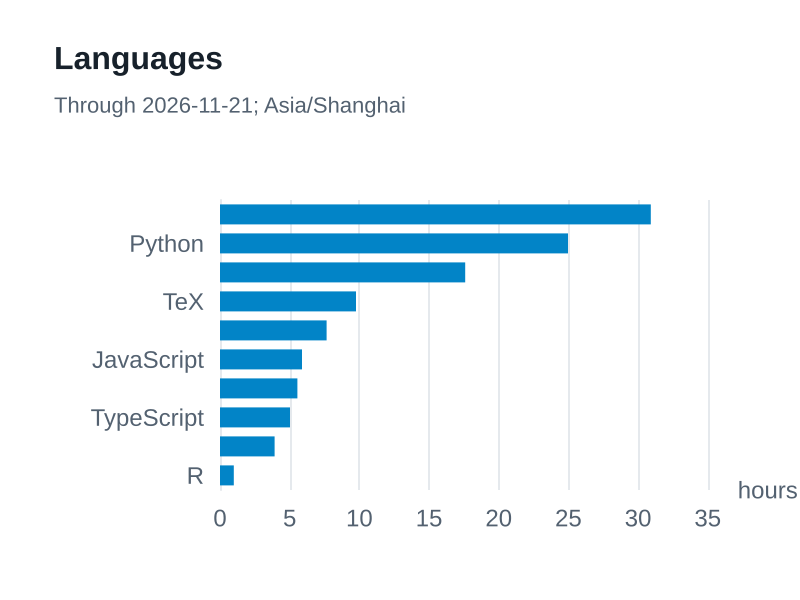 Languages
Through 2026-11-21; Asia/Shanghai
Python
TeX
JavaScript
TypeScript
R
hours
0 5 10 15 20 25 30 35